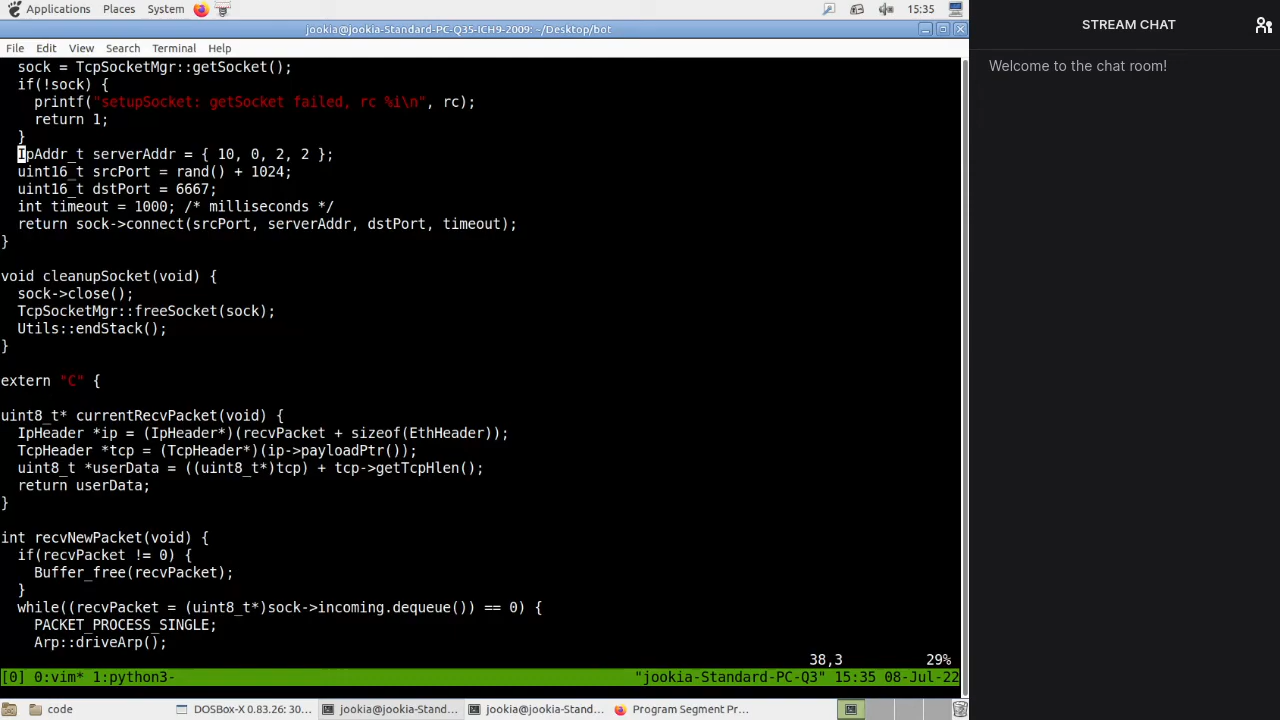 Applications Places System 15:35
jookia@jookia-Standard-PC-Q35-ICH9-2009: ~/Desktop/bot
File Edit View Search Terminal Help
sock = TcpSocketMgr::getSocket();
if(!sock) {
printf("setupSocket: getSocket failed, rc %i\n", rc);
return 1;
}
IpAddr_t serverAddr = { 10, 0, 2, 2 };
uint16_t srcPort = rand() + 1024;
uint16_t dstPort = 6667;
int timeout = 1000; /* milliseconds */
return sock->connect(srcPort, serverAddr, dstPort, timeout);
}
void cleanupSocket(void) {
sock->close();
TcpSocketMgr::freeSocket(sock);
Utils::endStack();
}
extern "C" {
uint8_t* currentRecvPacket(void) {
IpHeader *ip = (IpHeader*)(recvPacket + sizeof(EthHeader));
TcpHeader *tcp = (TcpHeader*)(ip->payloadPtr());
uint8_t *userData = ((uint8_t*)tcp) + tcp->getTcpHlen();
return userData;
}
int recvNewPacket(void) {
if(recvPacket != 0) {
Buffer_free(recvPacket);
}
while((recvPacket = (uint8_t*)sock->incoming.dequeue()) == 0) {
PACKET_PROCESS_SINGLE;
Arp::driveArp();
38,3 29%
[0] 0:vim* 1:python3- "jookia-Standard-PC-Q3" 15:35 08-Jul-22
code DOSBox-X 0.83.26: 30... jookia@jookia-Stand... jookia@jookia-Stand... Program Segment Pr...
STREAM CHAT
Welcome to the chat room!